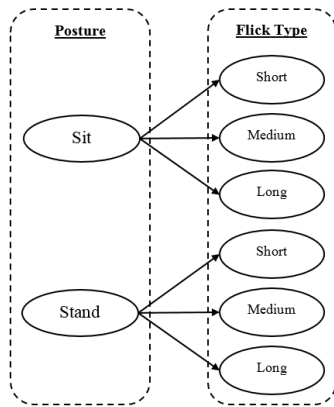 Posture
Flick Type
Sit
Short
Medium
Long
Stand
Short
Medium
Long